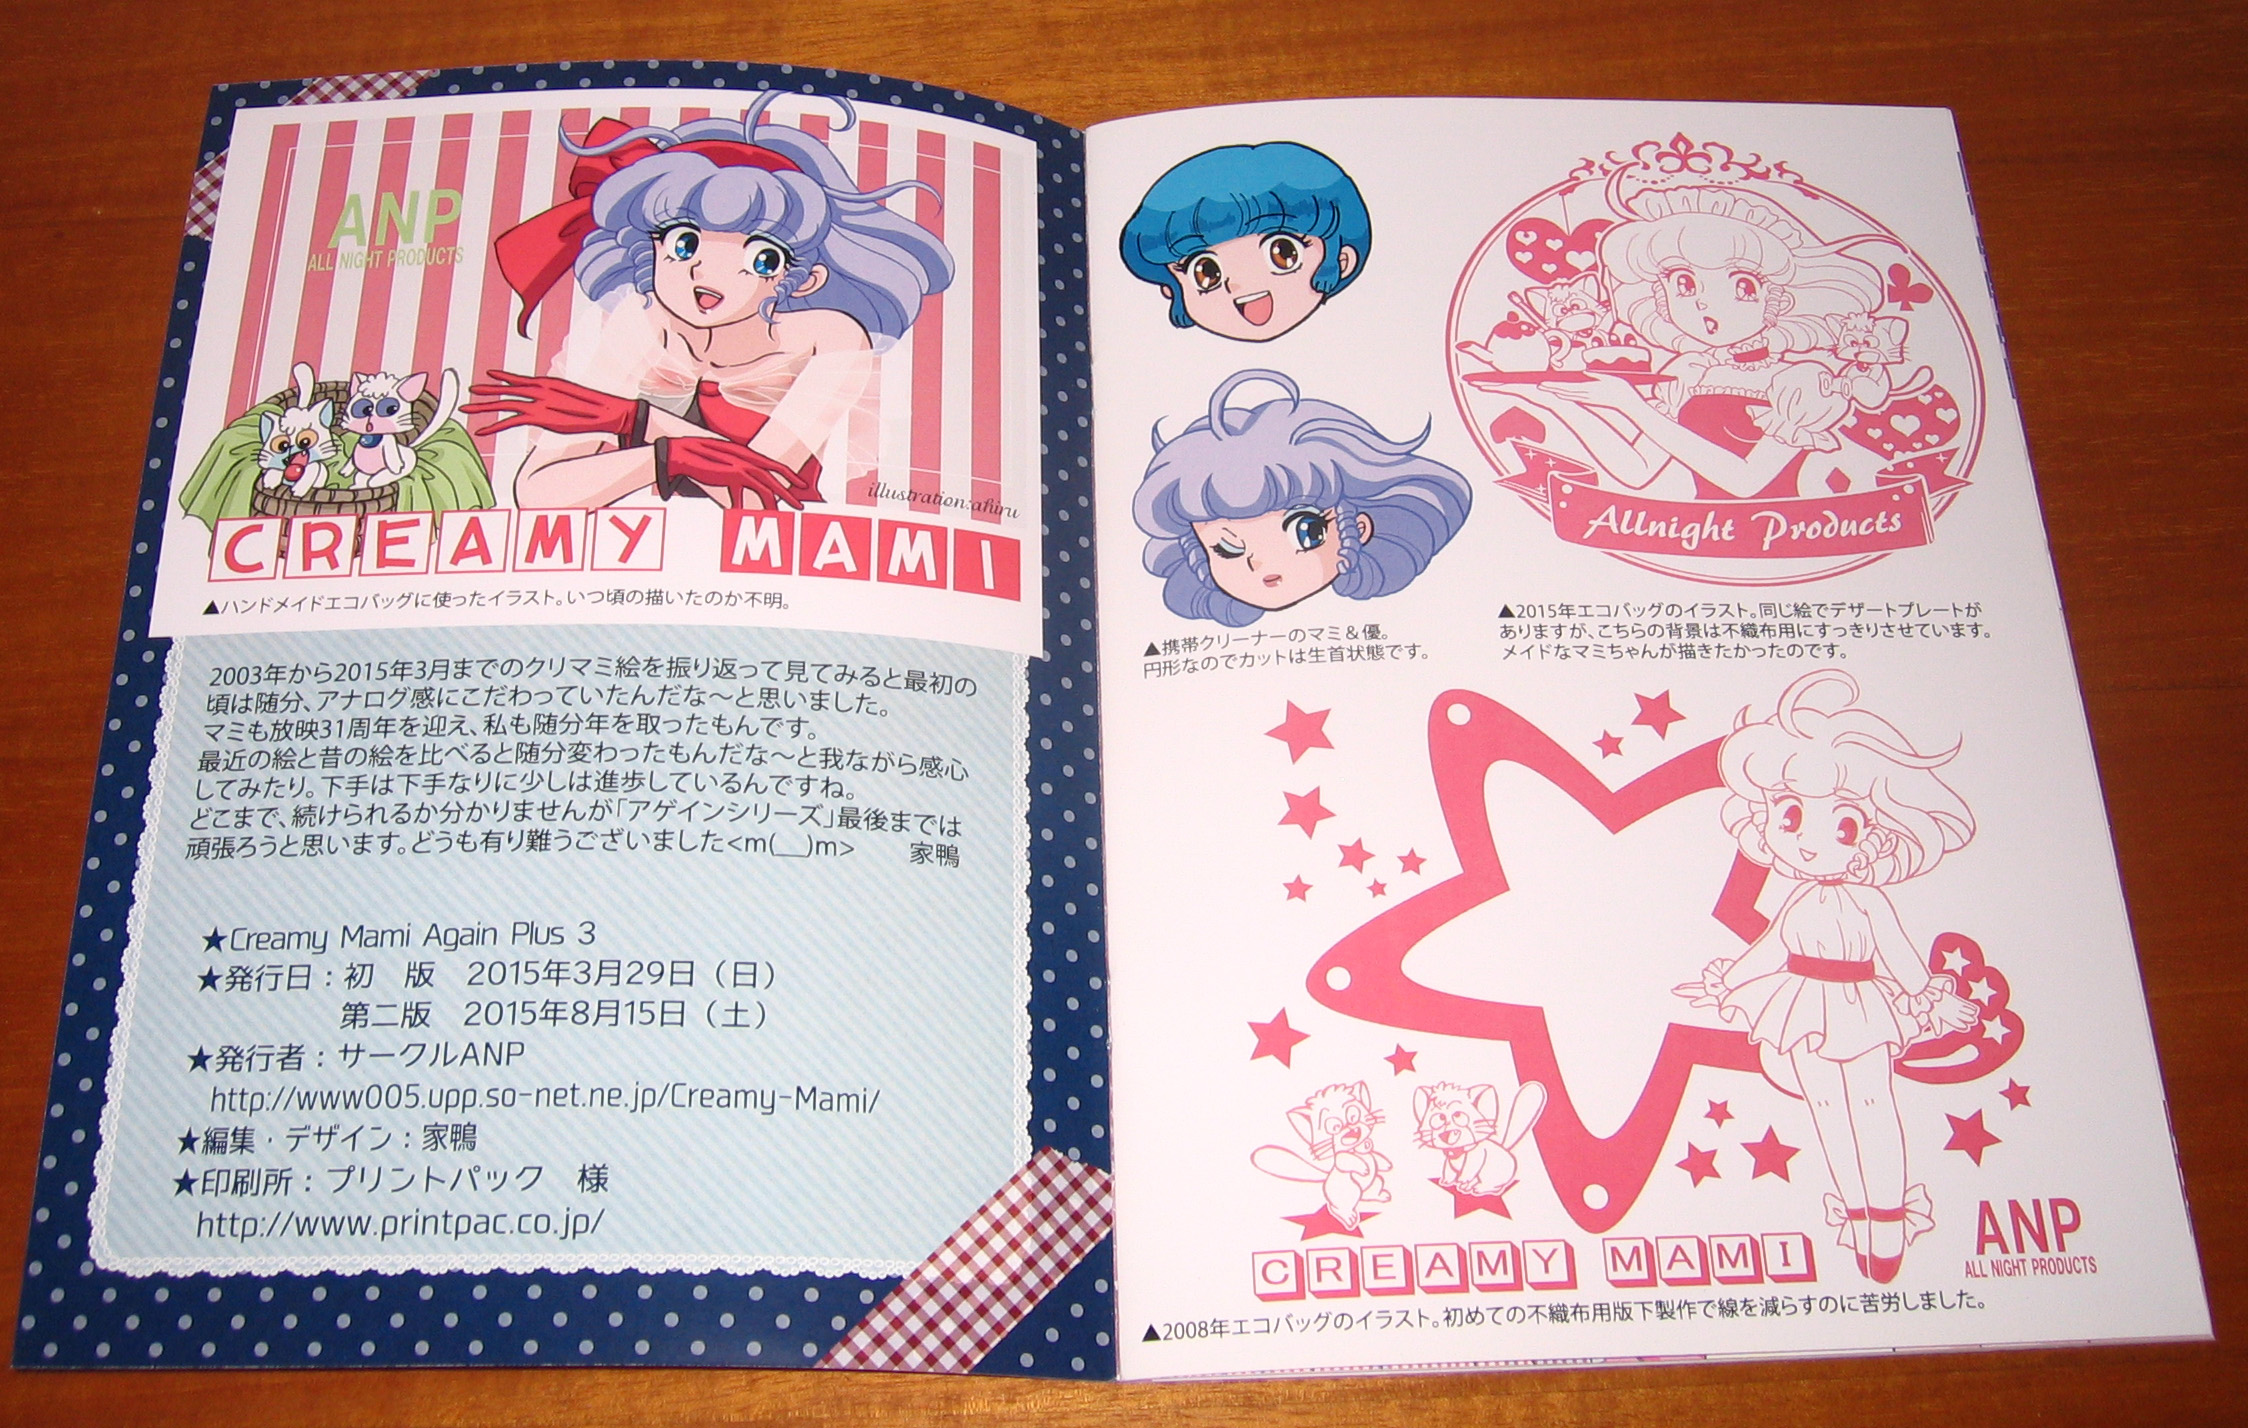 ANP
ALL NIGHT PRODUCTS
illustration:ahiru
CREAMY MAMI
▲ハンドメイドエコバッグに使ったイラスト。いつ頃の描いたのか不明。
2003年から2015年3月までのクリマミ絵を振り返って見てみると最初の
頃は随分、アナログ感にこだわっていたんだな～と思いました。
マミも放映31周年を迎え、私も随分年を取ったもんです。
最近の絵と昔の絵を比べると随分変わったもんだな～と我ながら感心
してみたり。下手は下手なりに少しは進歩しているんですね。
どこまで、続けられるか分かりませんが「アゲインシリーズ」最後までは
頑張ろうと思います。どうも有り難うございました<m(__)m> 家鴨
★Creamy Mami Again Plus 3
★発行日：初 版 2015年3月29日（日）
第二版 2015年8月15日（土）
★発行者：サークルANP
http://www005.upp.so-net.ne.jp/Creamy-Mami/
★編集・デザイン：家鴨
★印刷所：プリントパック 様
http://www.printpac.co.jp/
Allnight Products
▲携帯クリーナーのマミ＆優。
円形なのでカットは生首状態です。
▲2015年エコバッグのイラスト。同じ絵でデザートプレートが
ありますが、こちらの背景は不織布用にすっきりさせています。
メイドなマミちゃんが描きたかったのです。
CREAMY MAMI
ANP
ALL NIGHT PRODUCTS
▲2008年エコバッグのイラスト。初めての不織布用版下製作で線を減らすのに苦労しました。